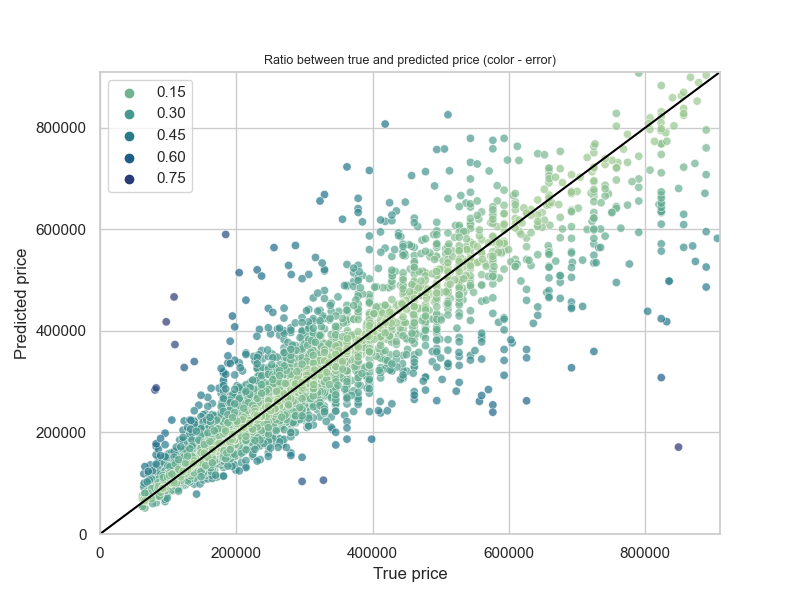 Ratio between true and predicted price (color - error)
0.15
0.30
0.45
0.60
0.75
800000
600000
400000
200000
0
Predicted price
0 200000 400000 600000 800000
True price